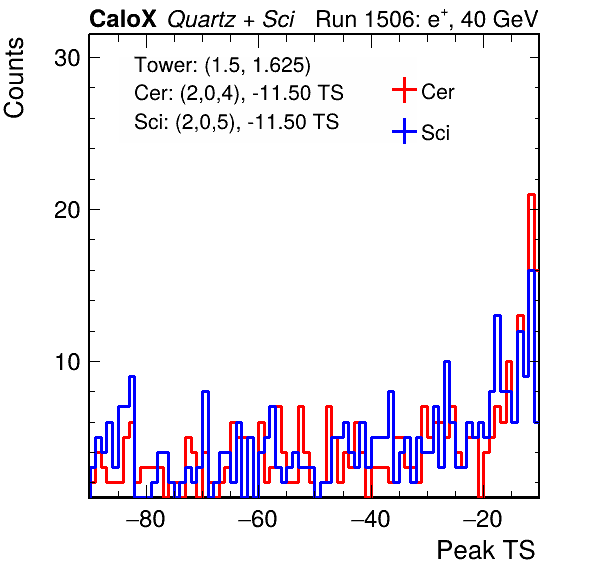 CaloX Quartz + Sci Run 1506: e+, 40 GeV
Counts
30
20
10
Tower: (1.5, 1.625)
Cer: (2,0,4), -11.50 TS
Sci: (2,0,5), -11.50 TS
Cer
Sci
−80 −60 −40 −20
Peak TS